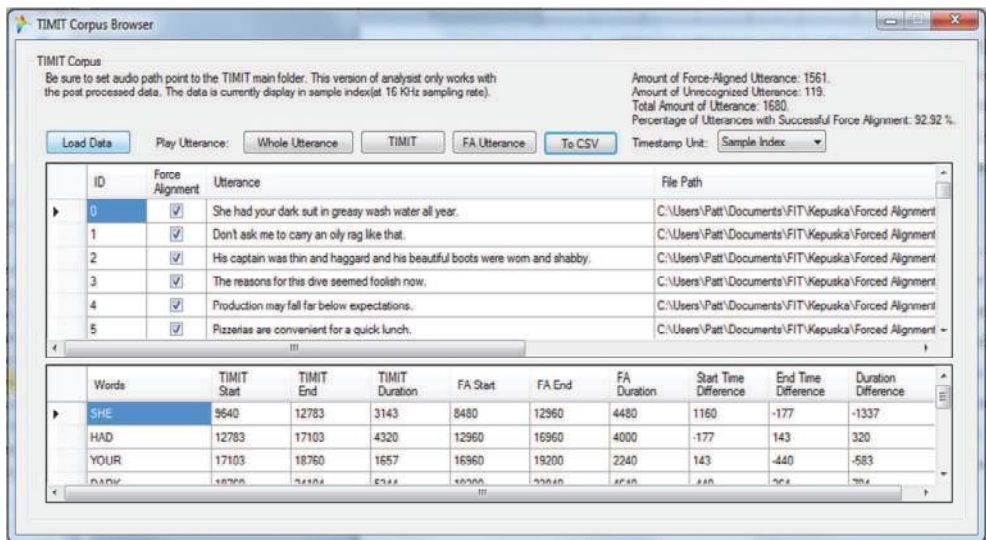 TIMIT Corpus Browser
TIMIT Corpus
Be sure to set audio path point to the TIMIT main folder. This version of analysist only works with
the post processed data. The data is currently display in sample index(at 16 KHz sampling rate).
Amount of Force-Aligned Utterance: 1561.
Amount of Unrecognized Utterance: 119.
Total Amount of Utterance: 1680.
Percentage of Utterances with Successful Force Alignment: 92.92 %.
Load Data Play Utterance: Whole Utterance TIMIT FA Utterance To CSV Timestamp Unit: Sample Index
ID Force Alignment Utterance File Path
0 She had your dark suit in greasy wash water all year. C:\Users\Patt\Documents\FIT\Kepuska\Forced Alignment
1 Don't ask me to carry an oily rag like that. C:\Users\Patt\Documents\FIT\Kepuska\Forced Alignment
2 His captain was thin and haggard and his beautiful boots were worn and shabby. C:\Users\Patt\Documents\FIT\Kepuska\Forced Alignment
3 The reasons for this dive seemed foolish now. C:\Users\Patt\Documents\FIT\Kepuska\Forced Alignment
4 Production may fall far below expectations. C:\Users\Patt\Documents\FIT\Kepuska\Forced Alignment
5 Pizzerias are convenient for a quick lunch. C:\Users\Patt\Documents\FIT\Kepuska\Forced Alignment
Words TIMIT Start TIMIT End TIMIT Duration FA Start FA End FA Duration Start Time Difference End Time Difference Duration Difference
SHE 9640 12783 3143 8480 12960 4480 1160 -177 -1337
HAD 12783 17103 4320 12960 16960 4000 -177 143 320
YOUR 17103 18760 1657 16960 19200 2240 143 -440 -583
DARK